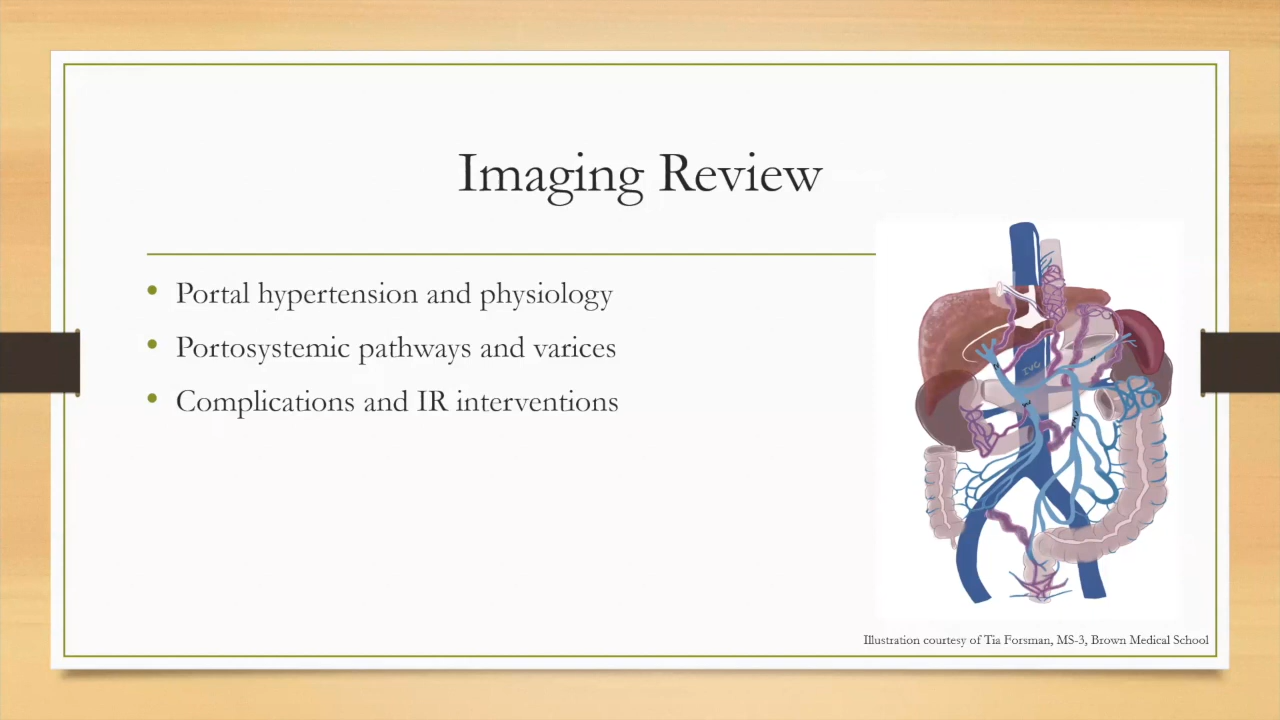 Imaging Review
Portal hypertension and physiology
Portosystemic pathways and varices
Complications and IR interventions
IVC
Illustration courtesy of Tia Forsman, MS-3, Brown Medical School